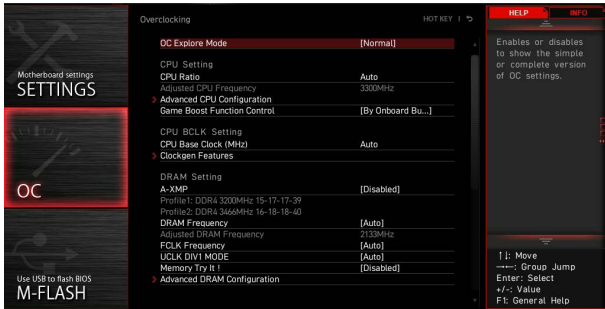 Motherboard settings
SETTINGS
OC
Use USB to flash BIOS
M-FLASH
Overclocking
HOT KEY |
OC Explore Mode [Normal]
CPU Setting
CPU Ratio Auto
Adjusted CPU Frequency 3300MHz
Advanced CPU Configuration
Game Boost Function Control [By Onboard Bu...]
CPU BCLK Setting
CPU Base Clock (MHz) Auto
Clockgen Features
DRAM Setting
A-XMP [Disabled]
Profile1: DDR4 3200MHz 15-17-17-39
Profile2: DDR4 3466MHz 16-18-18-40
DRAM Frequency [Auto]
Adjusted DRAM Frequency 2133MHz
FCLK Frequency [Auto]
UCLK DIV1 MODE [Auto]
Memory Try It ! [Disabled]
Advanced DRAM Configuration
HELP
INFO
Enables or disables
to show the simple
or complete version
of OC settings.
↑↓: Move
→←: Group Jump
Enter: Select
+/-: Value
F1: General Help